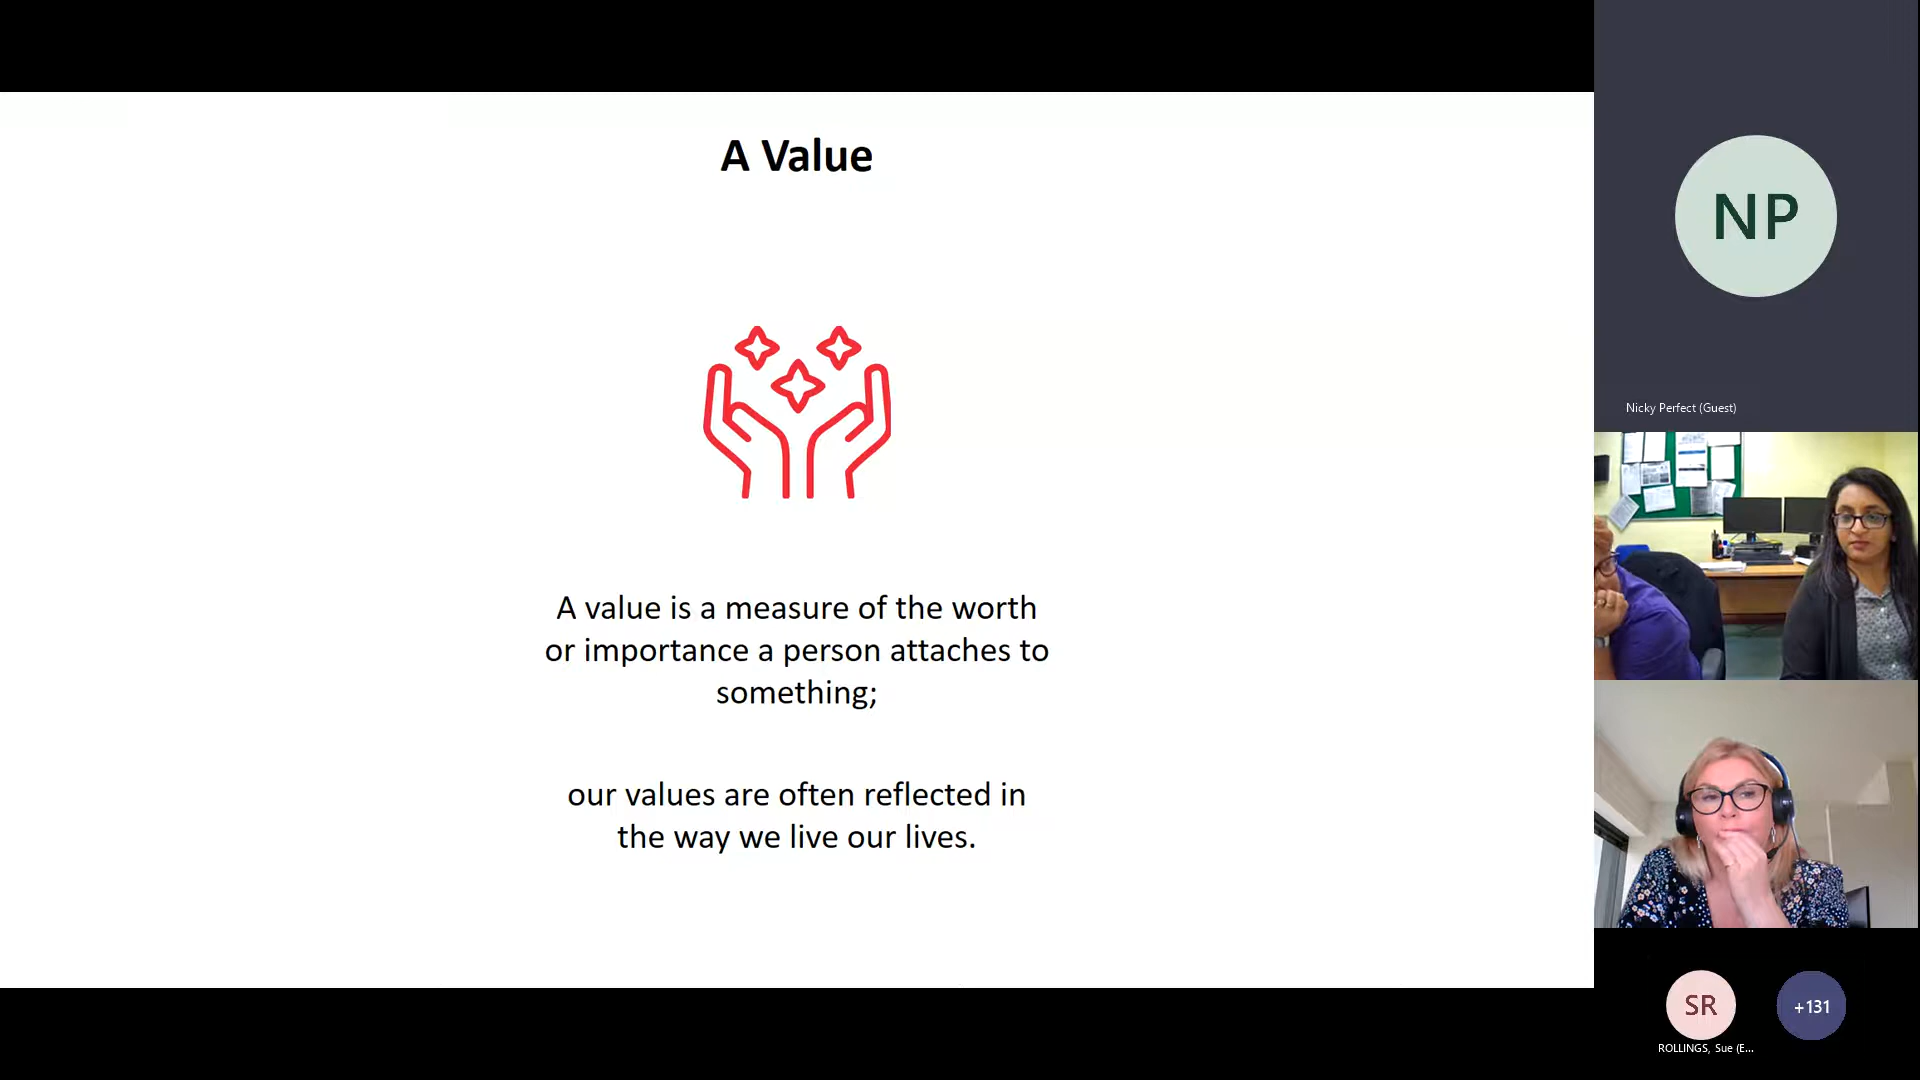 A Value
A value is a measure of the worth
or importance a person attaches to
something;
our values are often reflected in
the way we live our lives.
NP
Nicky Perfect (Guest)
SR
+131
ROLLINGS, Sue (E...